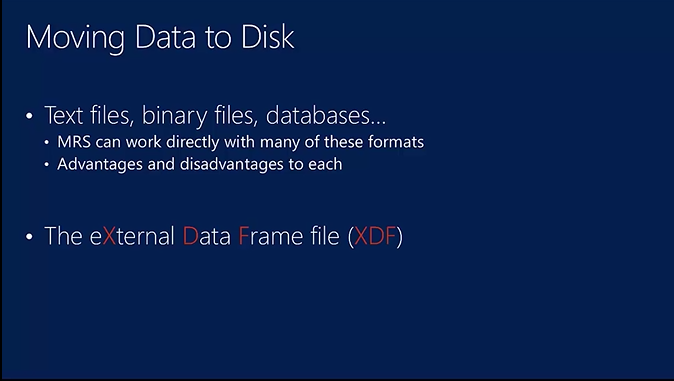 Moving Data to Disk
• Text files, binary files, databases...
• MRS can work directly with many of these formats
• Advantages and disadvantages to each
• The eXternal Data Frame file (XDF)